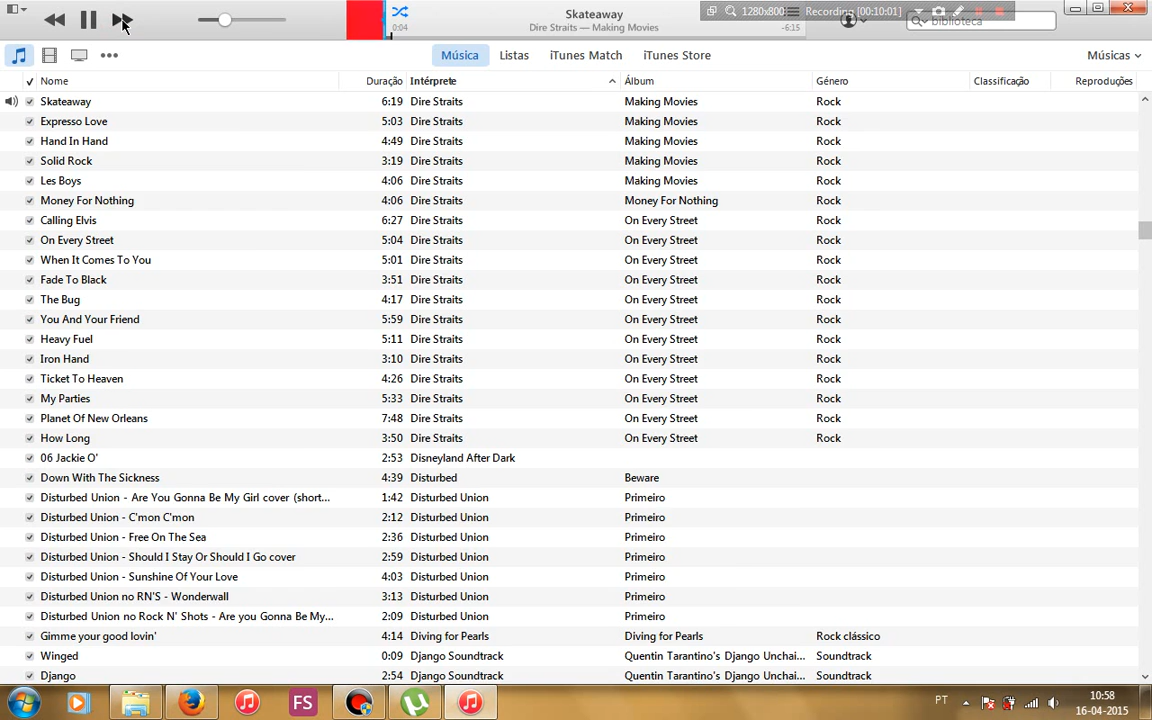 Skateaway
Dire Straits — Making Movies
0:04
-6:15
1280x800
Recording [00:10:01]
biblioteca
Música Listas iTunes Match iTunes Store Músicas
Nome Duração Intérprete Álbum Género Classificação Reproduções
Skateaway 6:19 Dire Straits Making Movies Rock
Expresso Love 5:03 Dire Straits Making Movies Rock
Hand In Hand 4:49 Dire Straits Making Movies Rock
Solid Rock 3:19 Dire Straits Making Movies Rock
Les Boys 4:06 Dire Straits Making Movies Rock
Money For Nothing 4:06 Dire Straits Money For Nothing Rock
Calling Elvis 6:27 Dire Straits On Every Street Rock
On Every Street 5:04 Dire Straits On Every Street Rock
When It Comes To You 5:01 Dire Straits On Every Street Rock
Fade To Black 3:51 Dire Straits On Every Street Rock
The Bug 4:17 Dire Straits On Every Street Rock
You And Your Friend 5:59 Dire Straits On Every Street Rock
Heavy Fuel 5:11 Dire Straits On Every Street Rock
Iron Hand 3:10 Dire Straits On Every Street Rock
Ticket To Heaven 4:26 Dire Straits On Every Street Rock
My Parties 5:33 Dire Straits On Every Street Rock
Planet Of New Orleans 7:48 Dire Straits On Every Street Rock
How Long 3:50 Dire Straits On Every Street Rock
06 Jackie O' 2:53 Disneyland After Dark
Down With The Sickness 4:39 Disturbed Beware
Disturbed Union - Are You Gonna Be My Girl cover (short... 1:42 Disturbed Union Primeiro
Disturbed Union - C'mon C'mon 2:12 Disturbed Union Primeiro
Disturbed Union - Free On The Sea 2:36 Disturbed Union Primeiro
Disturbed Union - Should I Stay Or Should I Go cover 2:59 Disturbed Union Primeiro
Disturbed Union - Sunshine Of Your Love 4:03 Disturbed Union Primeiro
Disturbed Union no RN'S - Wonderwall 3:13 Disturbed Union Primeiro
Disturbed Union no Rock N' Shots - Are you Gonna Be My... 2:09 Disturbed Union Primeiro
Gimme your good lovin' 4:14 Diving for Pearls Diving for Pearls Rock clássico
Winged 0:09 Django Soundtrack Quentin Tarantino's Django Unchai... Soundtrack
Django 2:54 Django Soundtrack Quentin Tarantino's Django Unchai... Soundtrack
FS
PT
10:58
16-04-2015